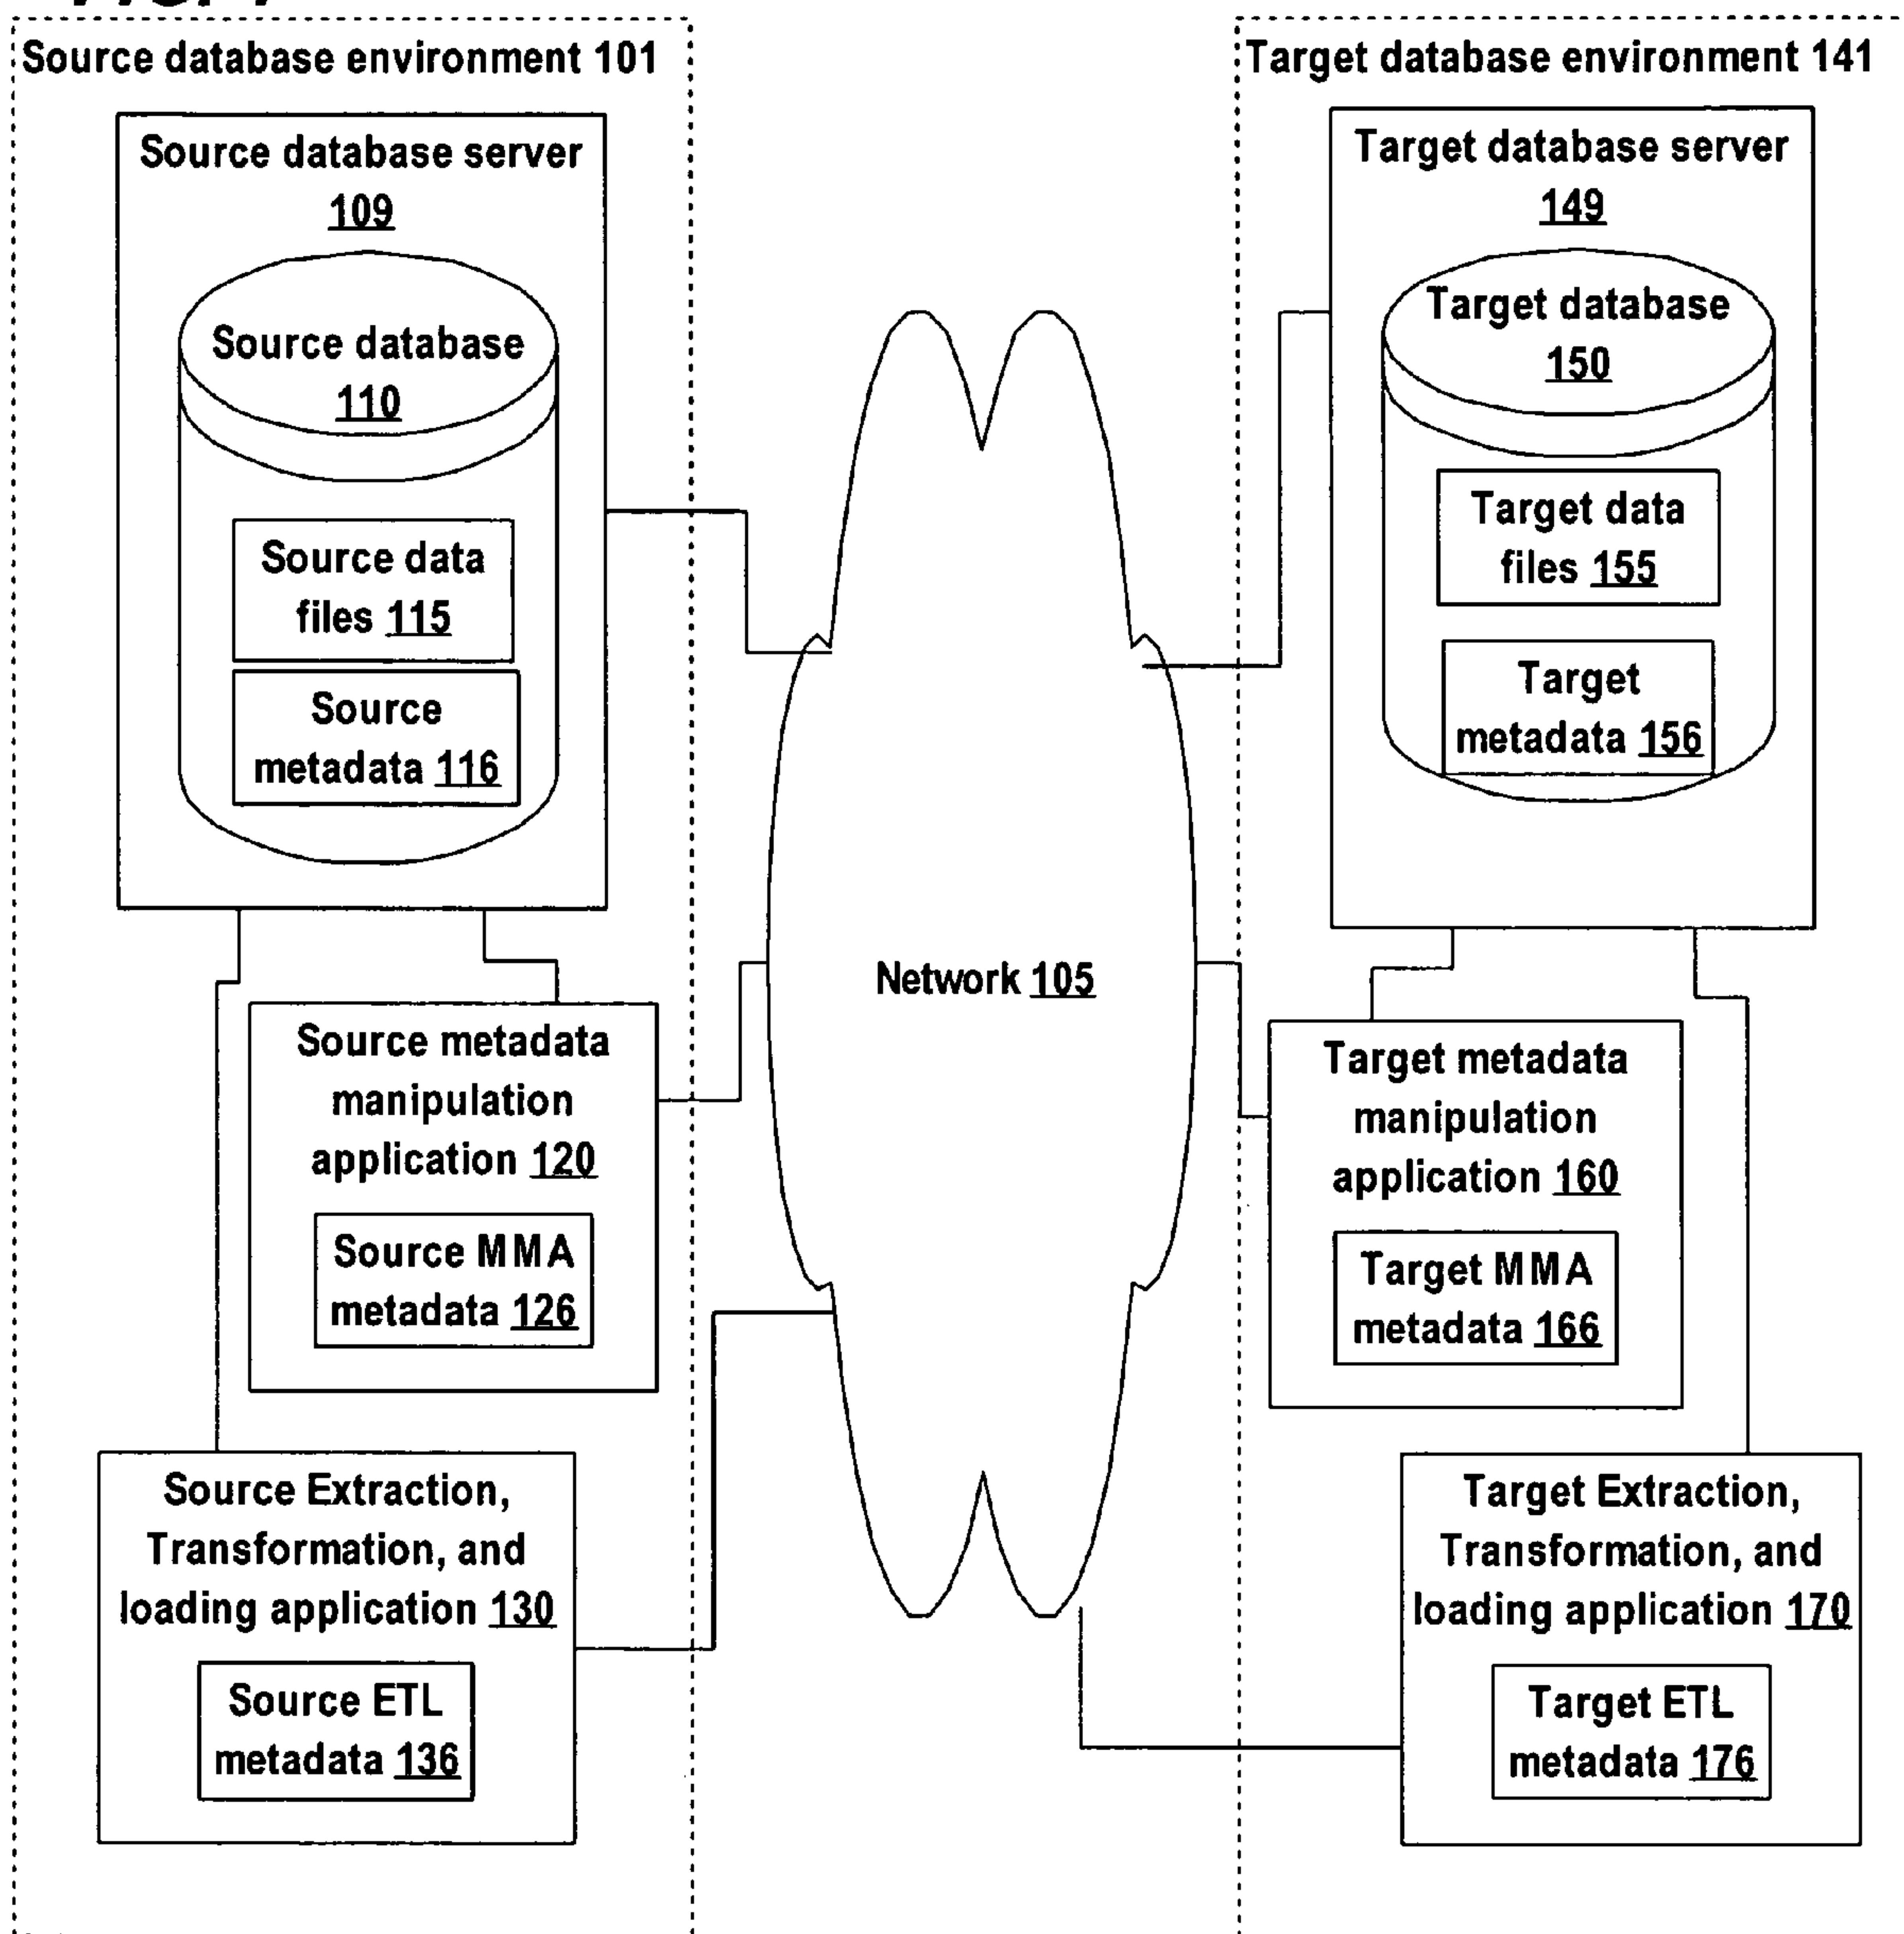 Source database environment 101
Source database server
109
Source database
110
Source data
files 115
Source
metadata 116
Source metadata
manipulation
application 120
Source MMA
metadata 126
Source Extraction,
Transformation, and
loading application 130
Source ETL
metadata 136
Network 105
Target database environment 141
Target database server
149
Target database
150
Target data
files 155
Target
metadata 156
Target metadata
manipulation
application 160
Target MMA
metadata 166
Target Extraction,
Transformation, and
loading application 170
Target ETL
metadata 176